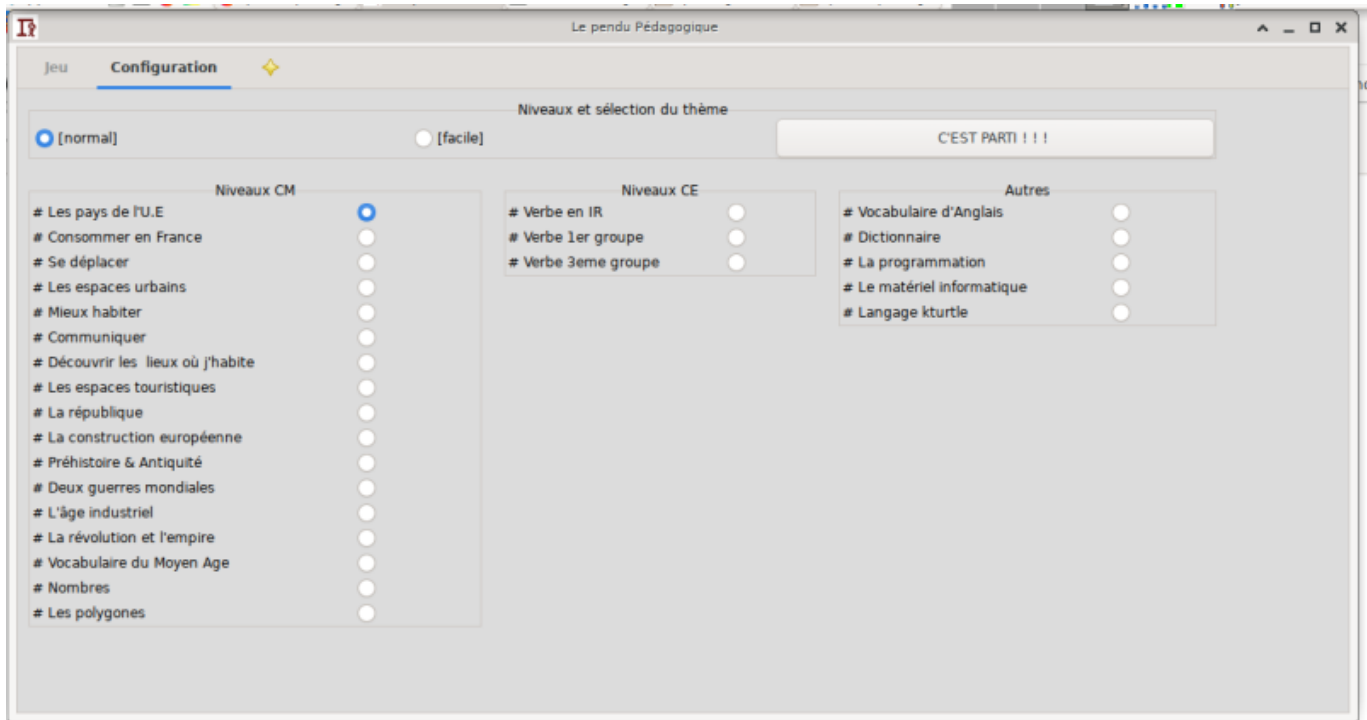 Le pendu Pédagogique
Jeu
Configuration
Niveaux et sélection du thème
[normal]
[facile]
C'EST PARTI ! ! !
Niveaux CM
# Les pays de l'U.E
# Consommer en France
# Se déplacer
# Les espaces urbains
# Mieux habiter
# Communiquer
# Découvrir les  lieux où j'habite
# Les espaces touristiques
# La république
# La construction européenne
# Préhistoire & Antiquité
# Deux guerres mondiales
# L'âge industriel
# La révolution et l'empire
# Vocabulaire du Moyen Age
# Nombres
# Les polygones
Niveaux CE
# Verbe en IR
# Verbe 1er groupe
# Verbe 3eme groupe
Autres
# Vocabulaire d'Anglais
# Dictionnaire
# La programmation
# Le matériel informatique
# Langage kturtle